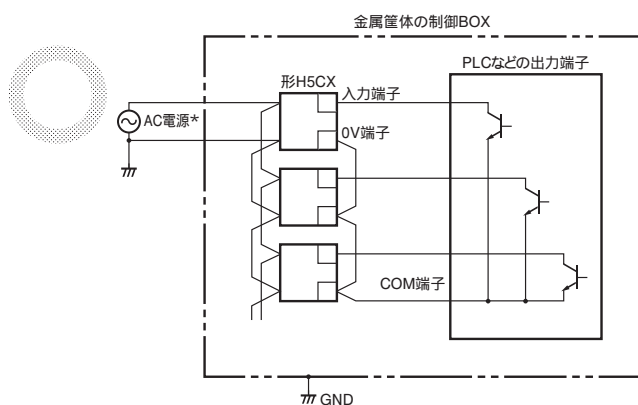 金属筐体の制御BOX
PLCなどの出力端子
形H5CX
入力端子
AC電源*
0V端子
COM端子
GND